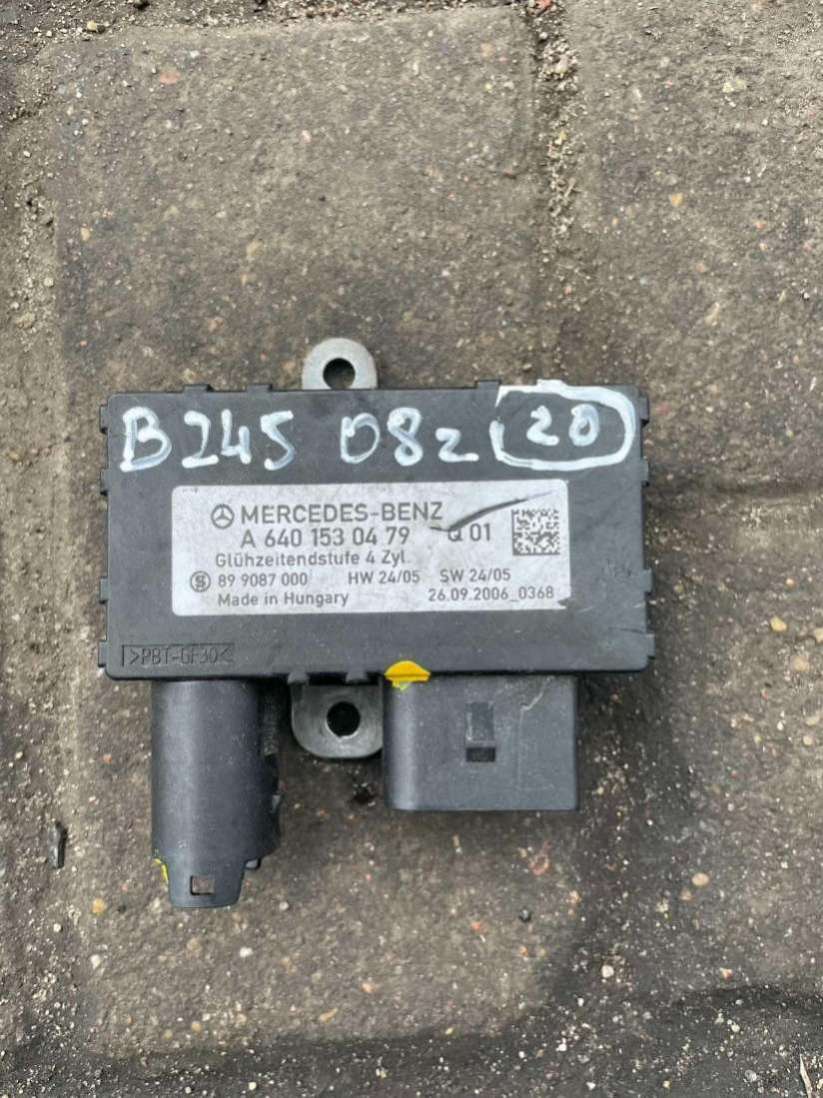 B245 08z 20
MERCEDES-BENZ
A 640 153 04 79 Q 01
Glühzeitendstufe 4 Zyl.
89 9087 000 HW 24/05 SW 24/05
Made in Hungary 26.09.2006_0368
>PBT-GF30<